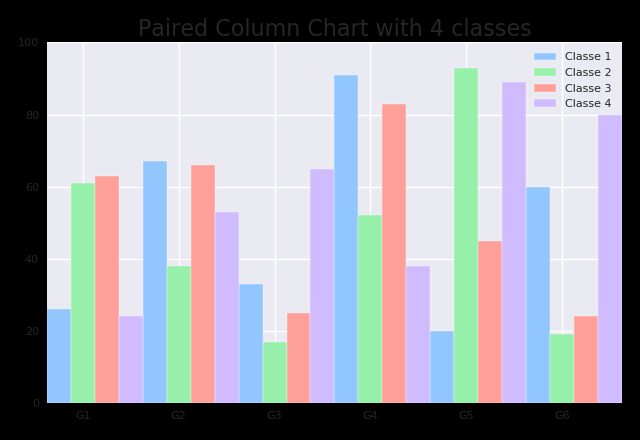 Paired Column Chart with 4 classes
100
80
60
40
20
0
Classe 1
Classe 2
Classe 3
Classe 4
G1 G2 G3 G4 G5 G6